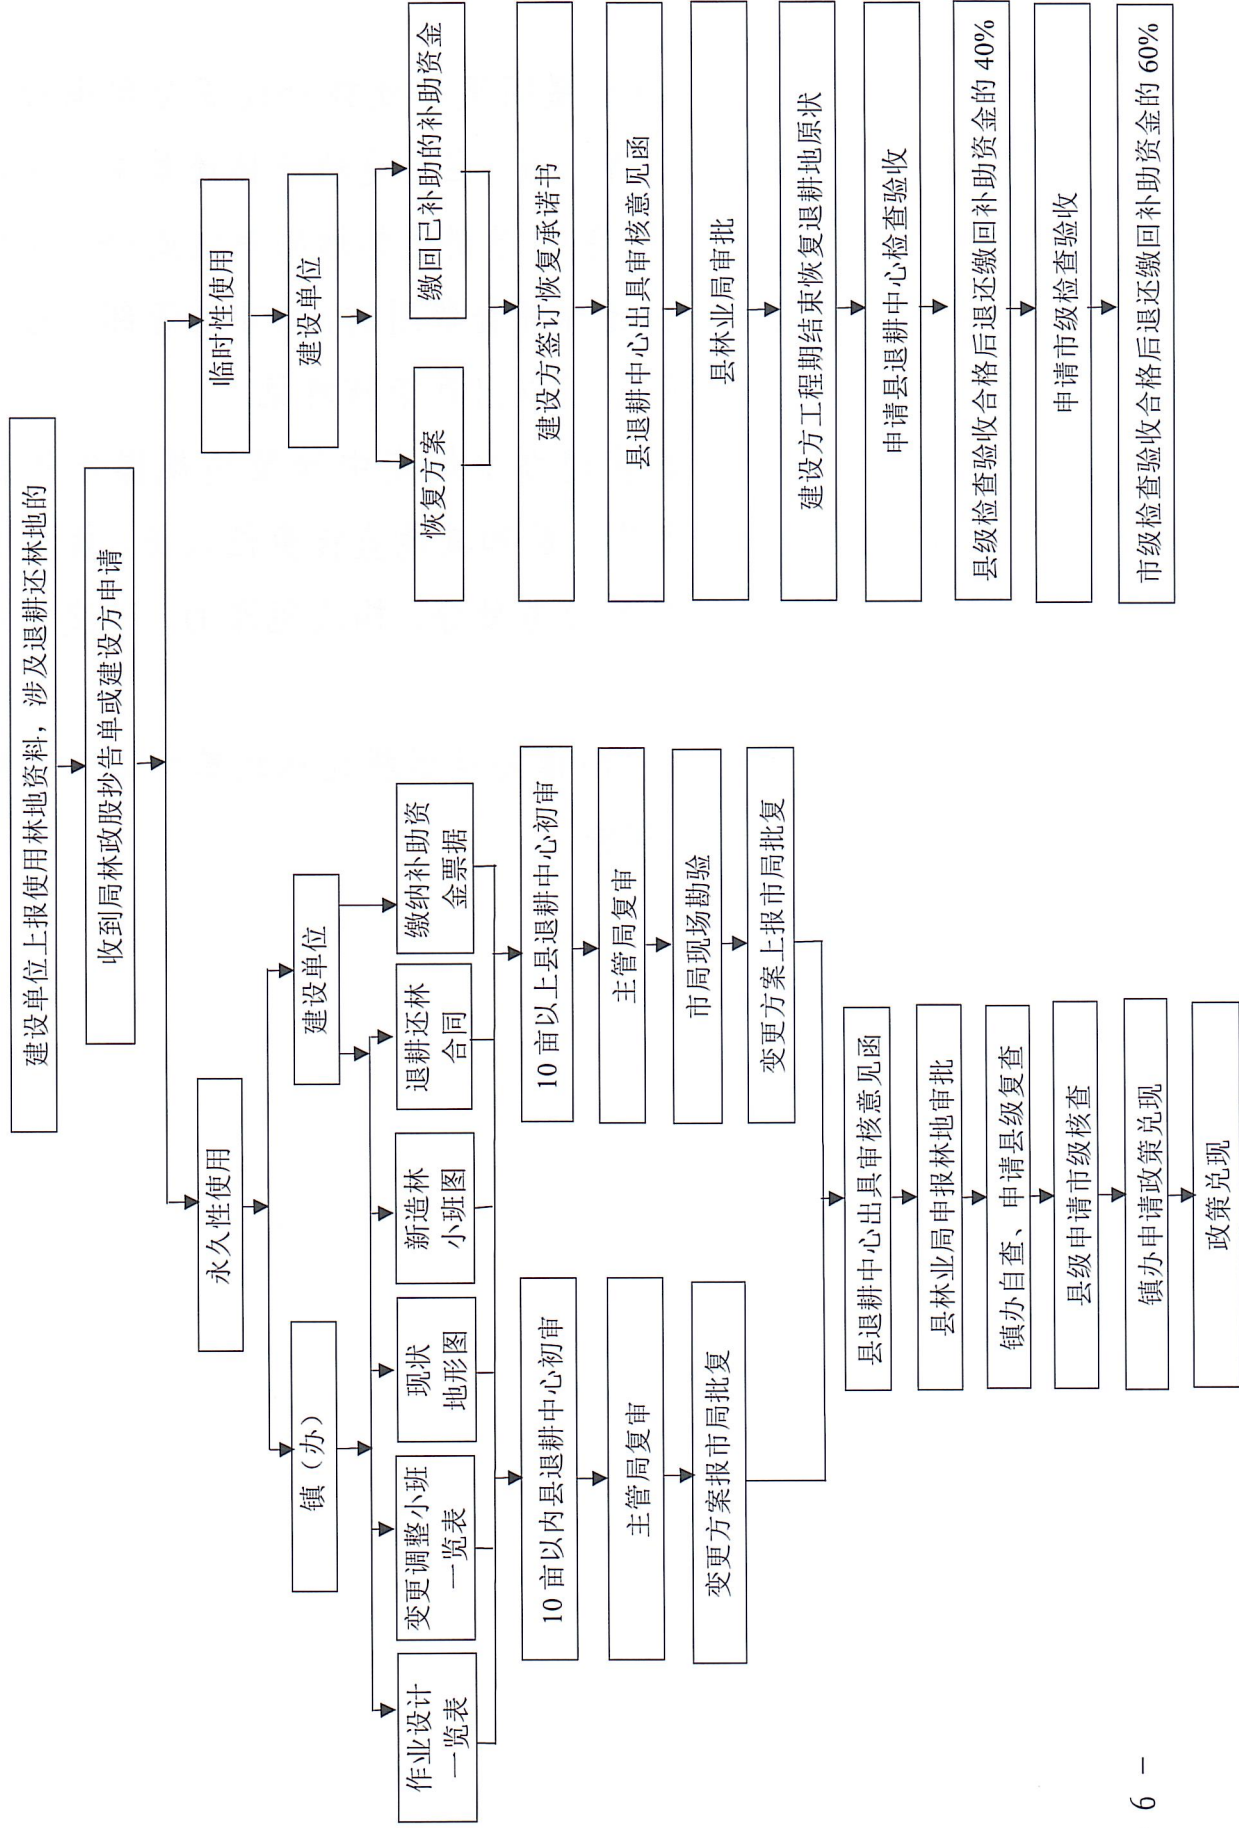 建设单位上报使用林地资料，涉及退耕还林地的
收到局林政股抄告单或建设方申请
永久性使用
临时性使用
镇（办）
建设单位
建设单位
作业设计
一览表
变更调整小班
一览表
现状
地形图
新造林
小班图
退耕还林
合同
缴纳补助资
金票据
恢复方案
缴回已补助的补助资金
10 亩以内县退耕中心初审
主管局复审
变更方案报市局批复
10 亩以上县退耕中心初审
主管局复审
市局现场勘验
变更方案上报市局批复
县退耕中心出具审核意见函
县林业局申报林地审批
镇办自查、申请县级复查
县级申请市级核查
镇办申请政策兑现
政策兑现
建设方签订恢复承诺书
县退耕中心出具审核意见函
县林业局审批
建设方工程期结束恢复退耕地原状
申请县退耕中心检查验收
县级检查验收合格后退还缴回补助资金的 40%
申请市级检查验收
市级检查验收合格后退还缴回补助资金的 60%
6 –